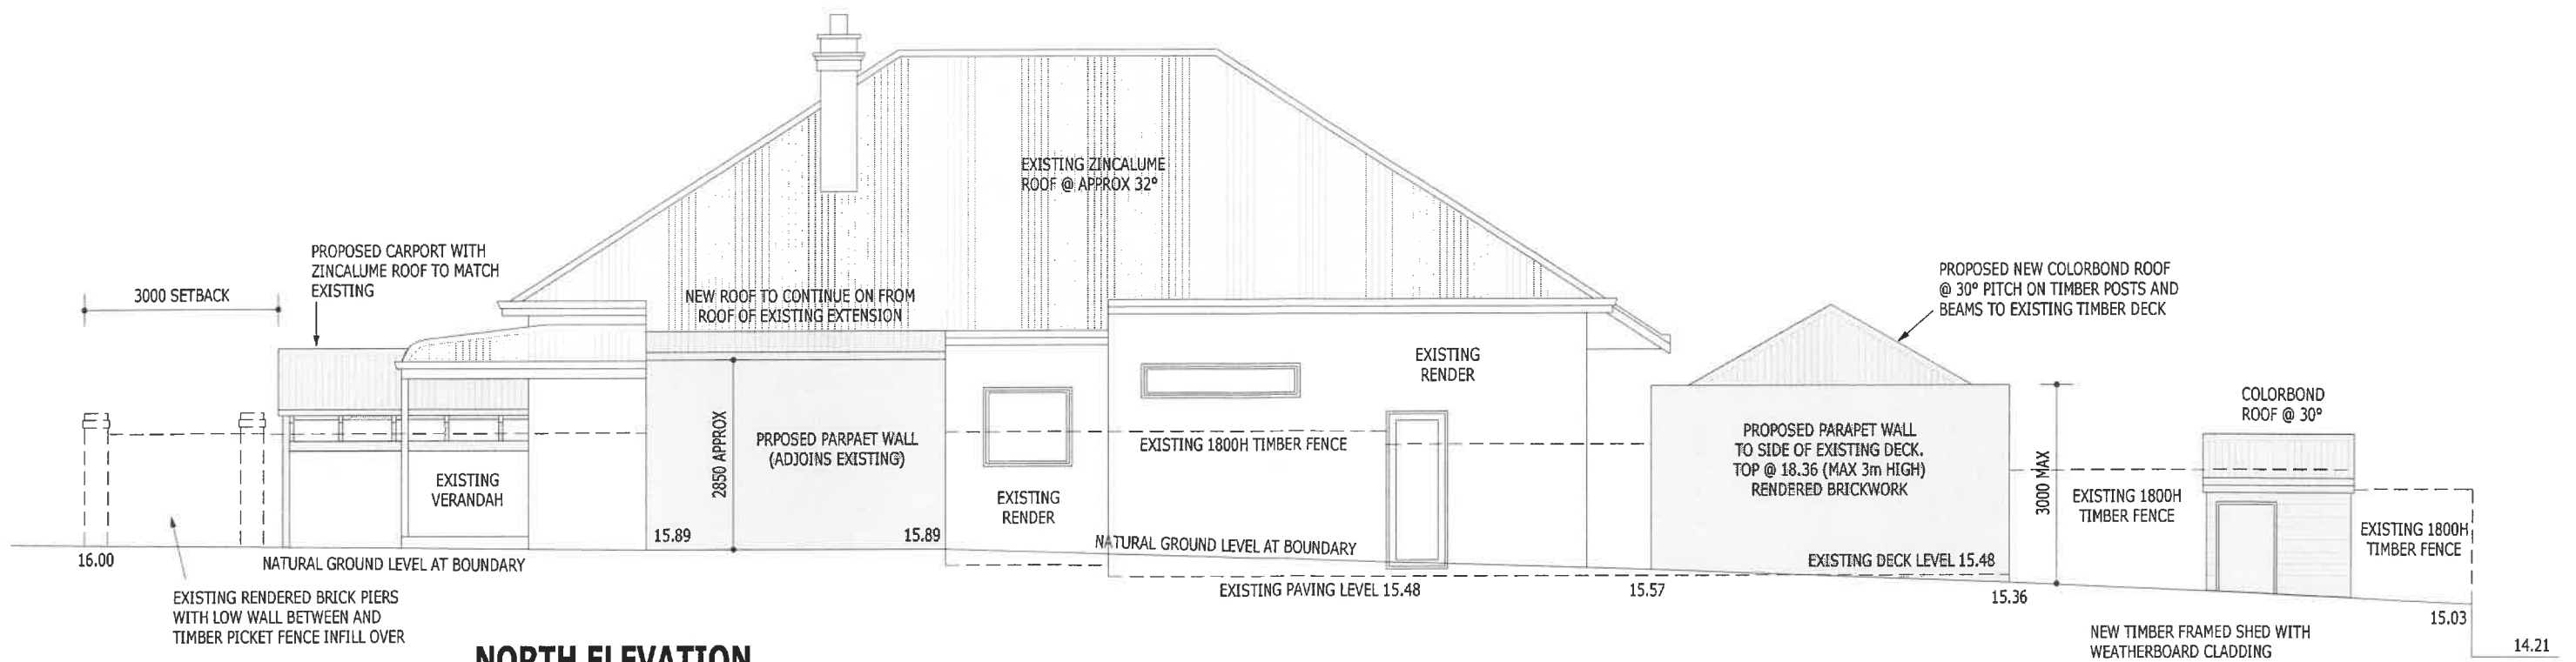 EXISTING ZINCALUME
ROOF @ APPROX 32°
PROPOSED CARPORT WITH
ZINCALUME ROOF TO MATCH
EXISTING
3000 SETBACK
NEW ROOF TO CONTINUE ON FROM
ROOF OF EXISTING EXTENSION
PROPOSED NEW COLORBOND ROOF
@ 30° PITCH ON TIMBER POSTS AND
BEAMS TO EXISTING TIMBER DECK
EXISTING
RENDER
COLORBOND
ROOF @ 30°
2850 APPROX
PRPOSED PARPAET WALL
(ADJOINS EXISTING)
EXISTING 1800H TIMBER FENCE
PROPOSED PARAPET WALL
TO SIDE OF EXISTING DECK.
TOP @ 18.36 (MAX 3m HIGH)
RENDERED BRICKWORK
3000 MAX
EXISTING
VERANDAH
EXISTING
RENDER
EXISTING 1800H
TIMBER FENCE
EXISTING 1800H
TIMBER FENCE
15.89
15.89
NATURAL GROUND LEVEL AT BOUNDARY
EXISTING DECK LEVEL 15.48
16.00
NATURAL GROUND LEVEL AT BOUNDARY
EXISTING PAVING LEVEL 15.48
15.57
15.36
15.03
EXISTING RENDERED BRICK PIERS
WITH LOW WALL BETWEEN AND
TIMBER PICKET FENCE INFILL OVER
NEW TIMBER FRAMED SHED WITH
WEATHERBOARD CLADDING
14.21
NORTH ELEVATION